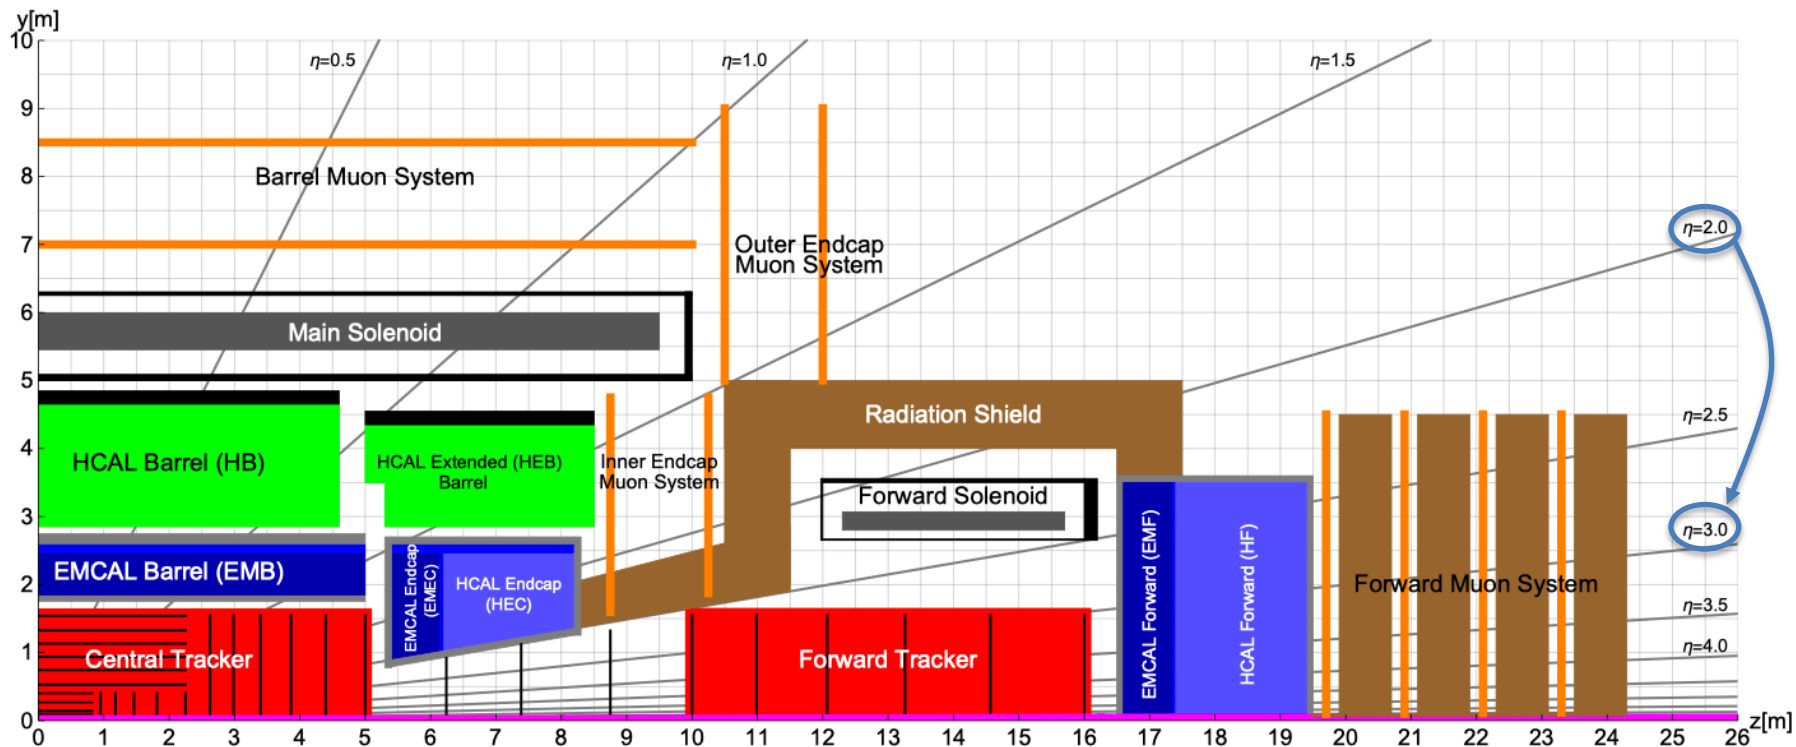 y[m]
10
η=0.5
η=1.0
η=1.5
9
8
Barrel Muon System
7
Outer Endcap
Muon System
η=2.0
6
Main Solenoid
5
Radiation Shield
η=2.5
4
HCAL Barrel (HB)
HCAL Extended (HEB)
Barrel
Inner Endcap
Muon System
Forward Solenoid
3
η=3.0
EMCAL Barrel (EMB)
EMCAL Endcap
(EMEC)
HCAL Endcap
(HEC)
EMCAL Forward (EMF)
HCAL Forward (HF)
Forward Muon System
2
η=3.5
1
Central Tracker
Forward Tracker
η=4.0
0
0 1 2 3 4 5 6 7 8 9 10 11 12 13 14 15 16 17 18 19 20 21 22 23 24 25 26
z[m]